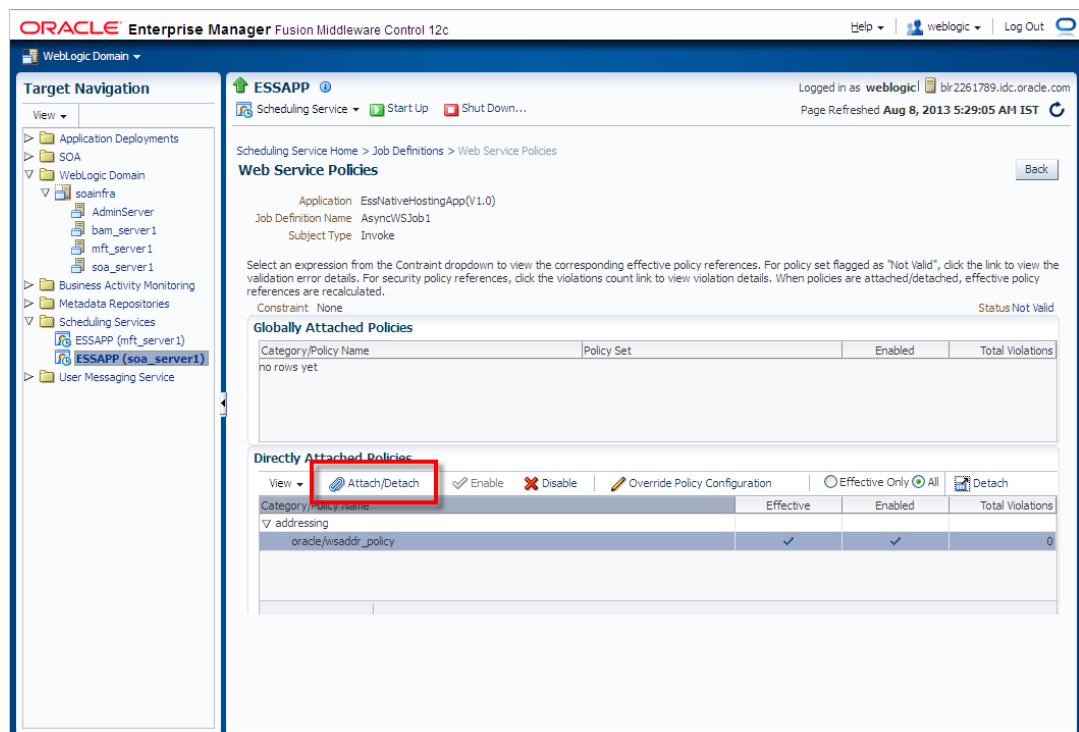 ORACLE Enterprise Manager Fusion Middleware Control 12c
Help weblogic Log Out
WebLogic Domain
Target Navigation
View
Application Deployments
SOA
WebLogic Domain
soainfra
AdminServer
bam_server1
mft_server1
soa_server1
Business Activity Monitoring
Metadata Repositories
Scheduling Services
ESSAPP (mft_server1)
ESSAPP (soa_server1)
User Messaging Service
ESSAPP
Logged in as weblogic blr2261789.idc.oracle.com
Scheduling Service Start Up Shut Down...
Page Refreshed Aug 8, 2013 5:29:05 AM IST
Scheduling Service Home > Job Definitions > Web Service Policies
Web Service Policies
Back
Application EssNativeHostingApp(V1.0)
Job Definition Name AsyncWSJob1
Subject Type Invoke
Select an expression from the Contraint dropdown to view the corresponding effective policy references. For policy set flagged as "Not Valid", click the link to view the
validation error details. For security policy references, click the violations count link to view violation details. When policies are attached/detached, effective policy
references are recalculated.
Constraint None
Status Not Valid
Globally Attached Policies
Category/Policy Name Policy Set Enabled Total Violations
no rows yet
Directly Attached Policies
View Attach/Detach Enable Disable Override Policy Configuration Effective Only All Detach
Category/Policy Name Effective Enabled Total Violations
addressing
oracle/wsaddr_policy 0